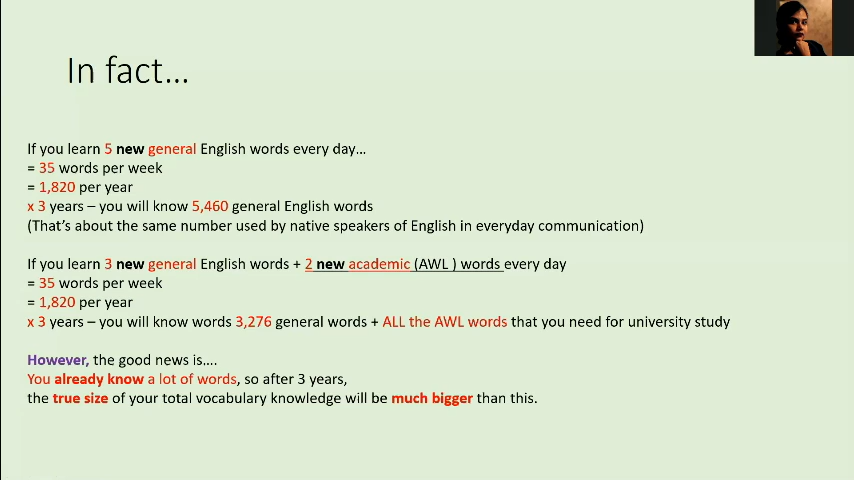 In fact...
If you learn 5 new general English words every day...
= 35 words per week
= 1,820 per year
x 3 years – you will know 5,460 general English words
(That's about the same number used by native speakers of English in everyday communication)
If you learn 3 new general English words + 2 new academic (AWL ) words every day
= 35 words per week
= 1,820 per year
x 3 years – you will know words 3,276 general words + ALL the AWL words that you need for university study
However, the good news is....
You already know a lot of words, so after 3 years,
the true size of your total vocabulary knowledge will be much bigger than this.